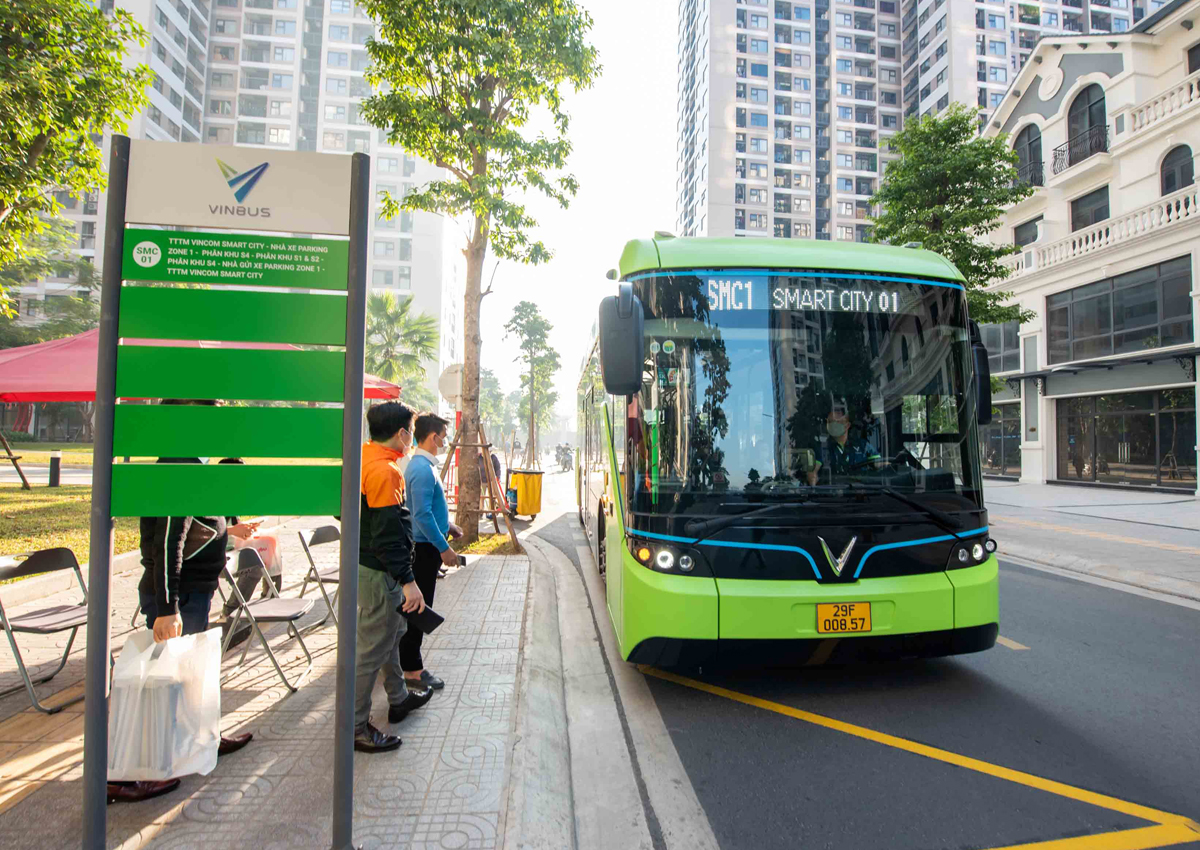 VINBUS
SMC
01
TTTM VINCOM SMART CITY - NHÀ XE PARKING
ZONE 1 - PHÂN KHU S4 - PHÂN KHU S1 & S2 -
PHÂN KHU S4 - NHÀ GỬI XE PARKING ZONE 1 -
TTTM VINCOM SMART CITY
SMC1 SMART CITY 01
29F
008.57